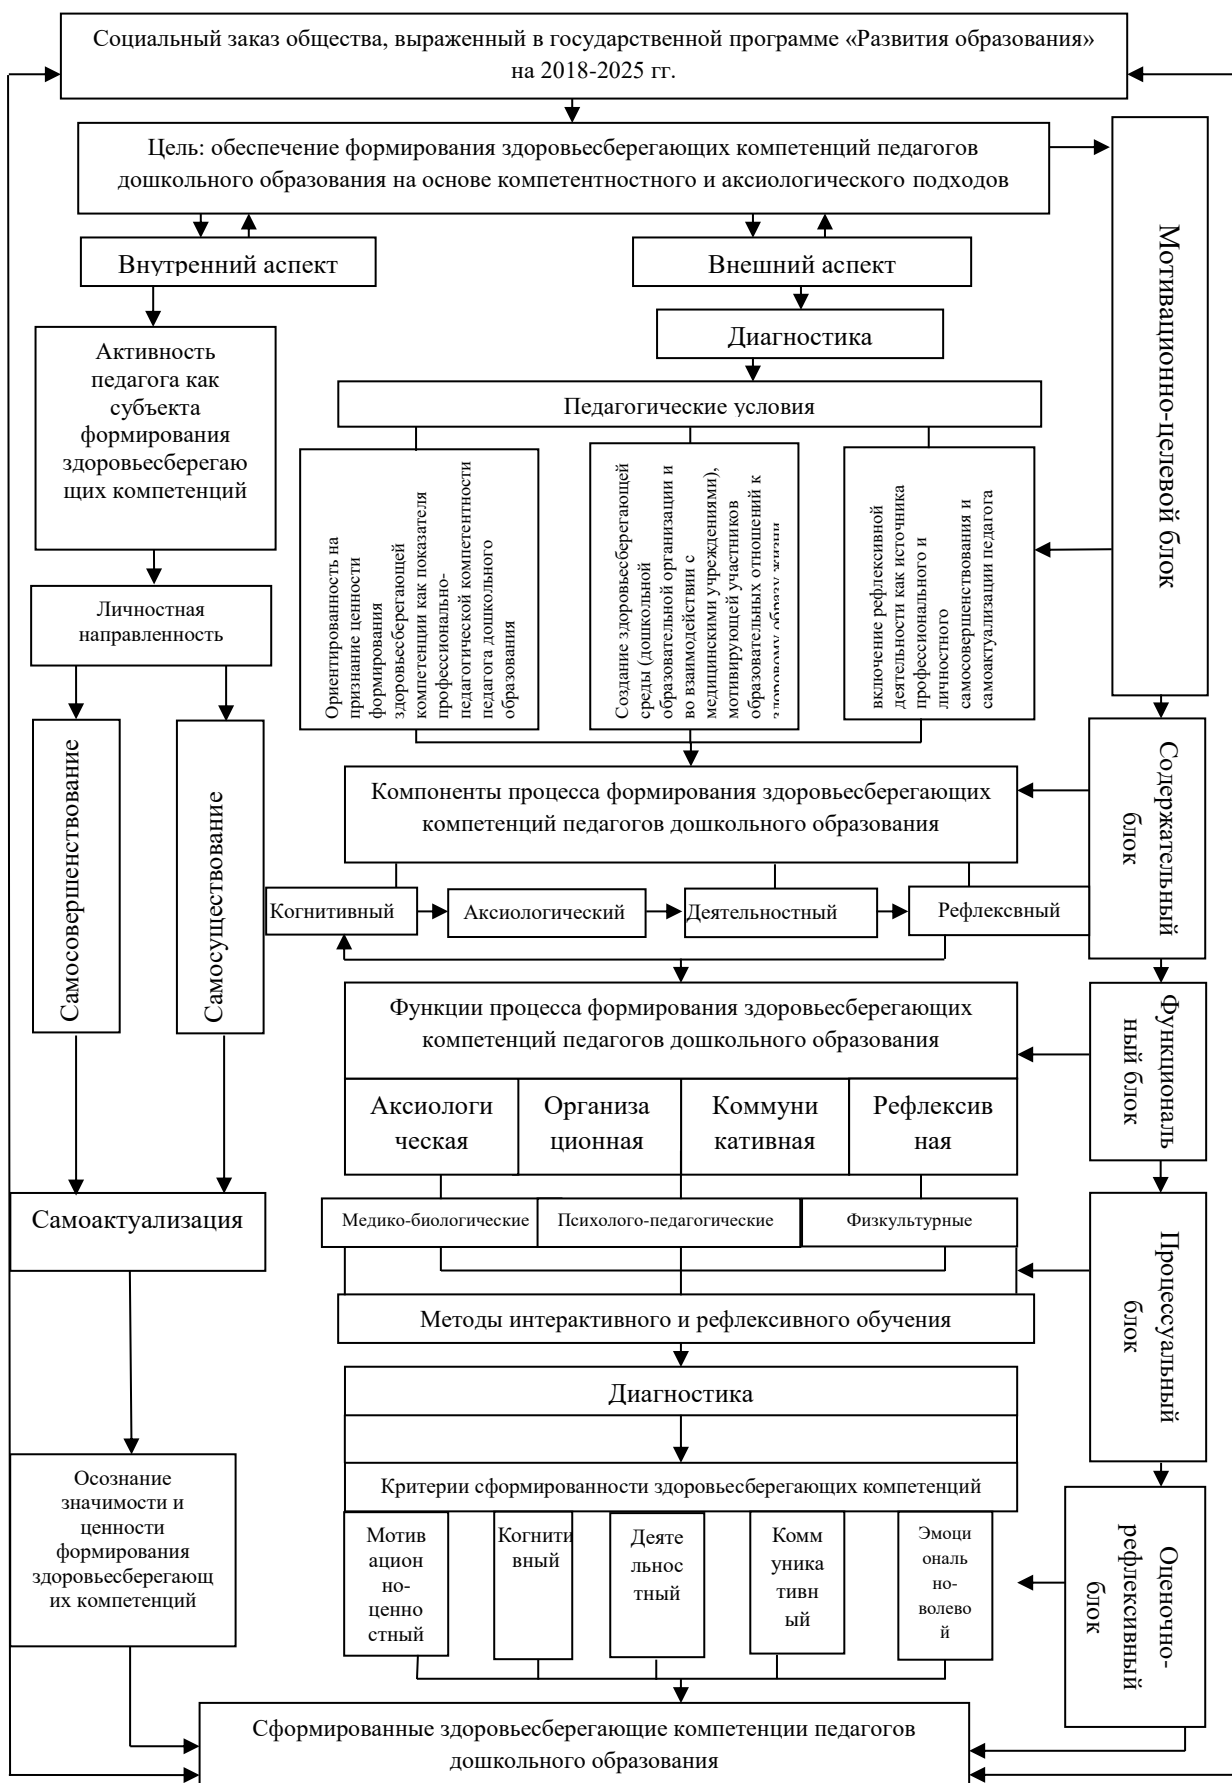 Социальный заказ общества, выраженный в государственной программе «Развития образования»
на 2018-2025 гг.
Цель: обеспечение формирования здоровьесберегающих компетенций педагогов
дошкольного образования на основе компетентностного и аксиологического подходов
Мотивационно-целевой блок
Внутренний аспект
Внешний аспект
Активность
педагога как
субъекта
формирования
здоровьесберегаю
щих компетенций
Диагностика
Педагогические условия
Ориентированность на
признание ценности
формирования
здоровьесберегающей
компетенции как показателя
профессионально-
педагогической компетентности
педагога дошкольного
образования
Создание здоровьесберегающей
среды (дошкольной
образовательной организации и
во взаимодействии с
медицинскими учреждениями),
мотивирующей участников
образовательных отношений к
здоровому образу жизни
включение рефлексивной
деятельности как источника
профессионального и
личностного
самосовершенствования и
самоактуализации педагога
Личностная
направленность
Самосовершенствование
Самосуществование
Компоненты процесса формирования здоровьесберегающих
компетенций педагогов дошкольного образования
Содержательный
блок
Когнитивный
Аксиологический
Деятельностный
Рефлексвный
Функции процесса формирования здоровьесберегающих
компетенций педагогов дошкольного образования
Функциональ
ный блок
Аксиологи
ческая
Организа
ционная
Коммуни
кативная
Рефлексив
ная
Самоактуализация
Медико-биологические
Психолого-педагогические
Физкультурные
Процессуальный
блок
Методы интерактивного и рефлексивного обучения
Диагностика
Критерии сформированности здоровьесберегающих компетенций
Осознание
значимости и
ценности
формирования
здоровьесберегающ
их компетенций
Мотив
ацион
но-
ценно
стный
Когнити
вный
Деяте
льнос
тный
Комм
уника
тивн
ый
Эмоци
ональ
но-
волево
й
Оценочно-
рефлексивный
блок
Сформированные здоровьесберегающие компетенции педагогов
дошкольного образования